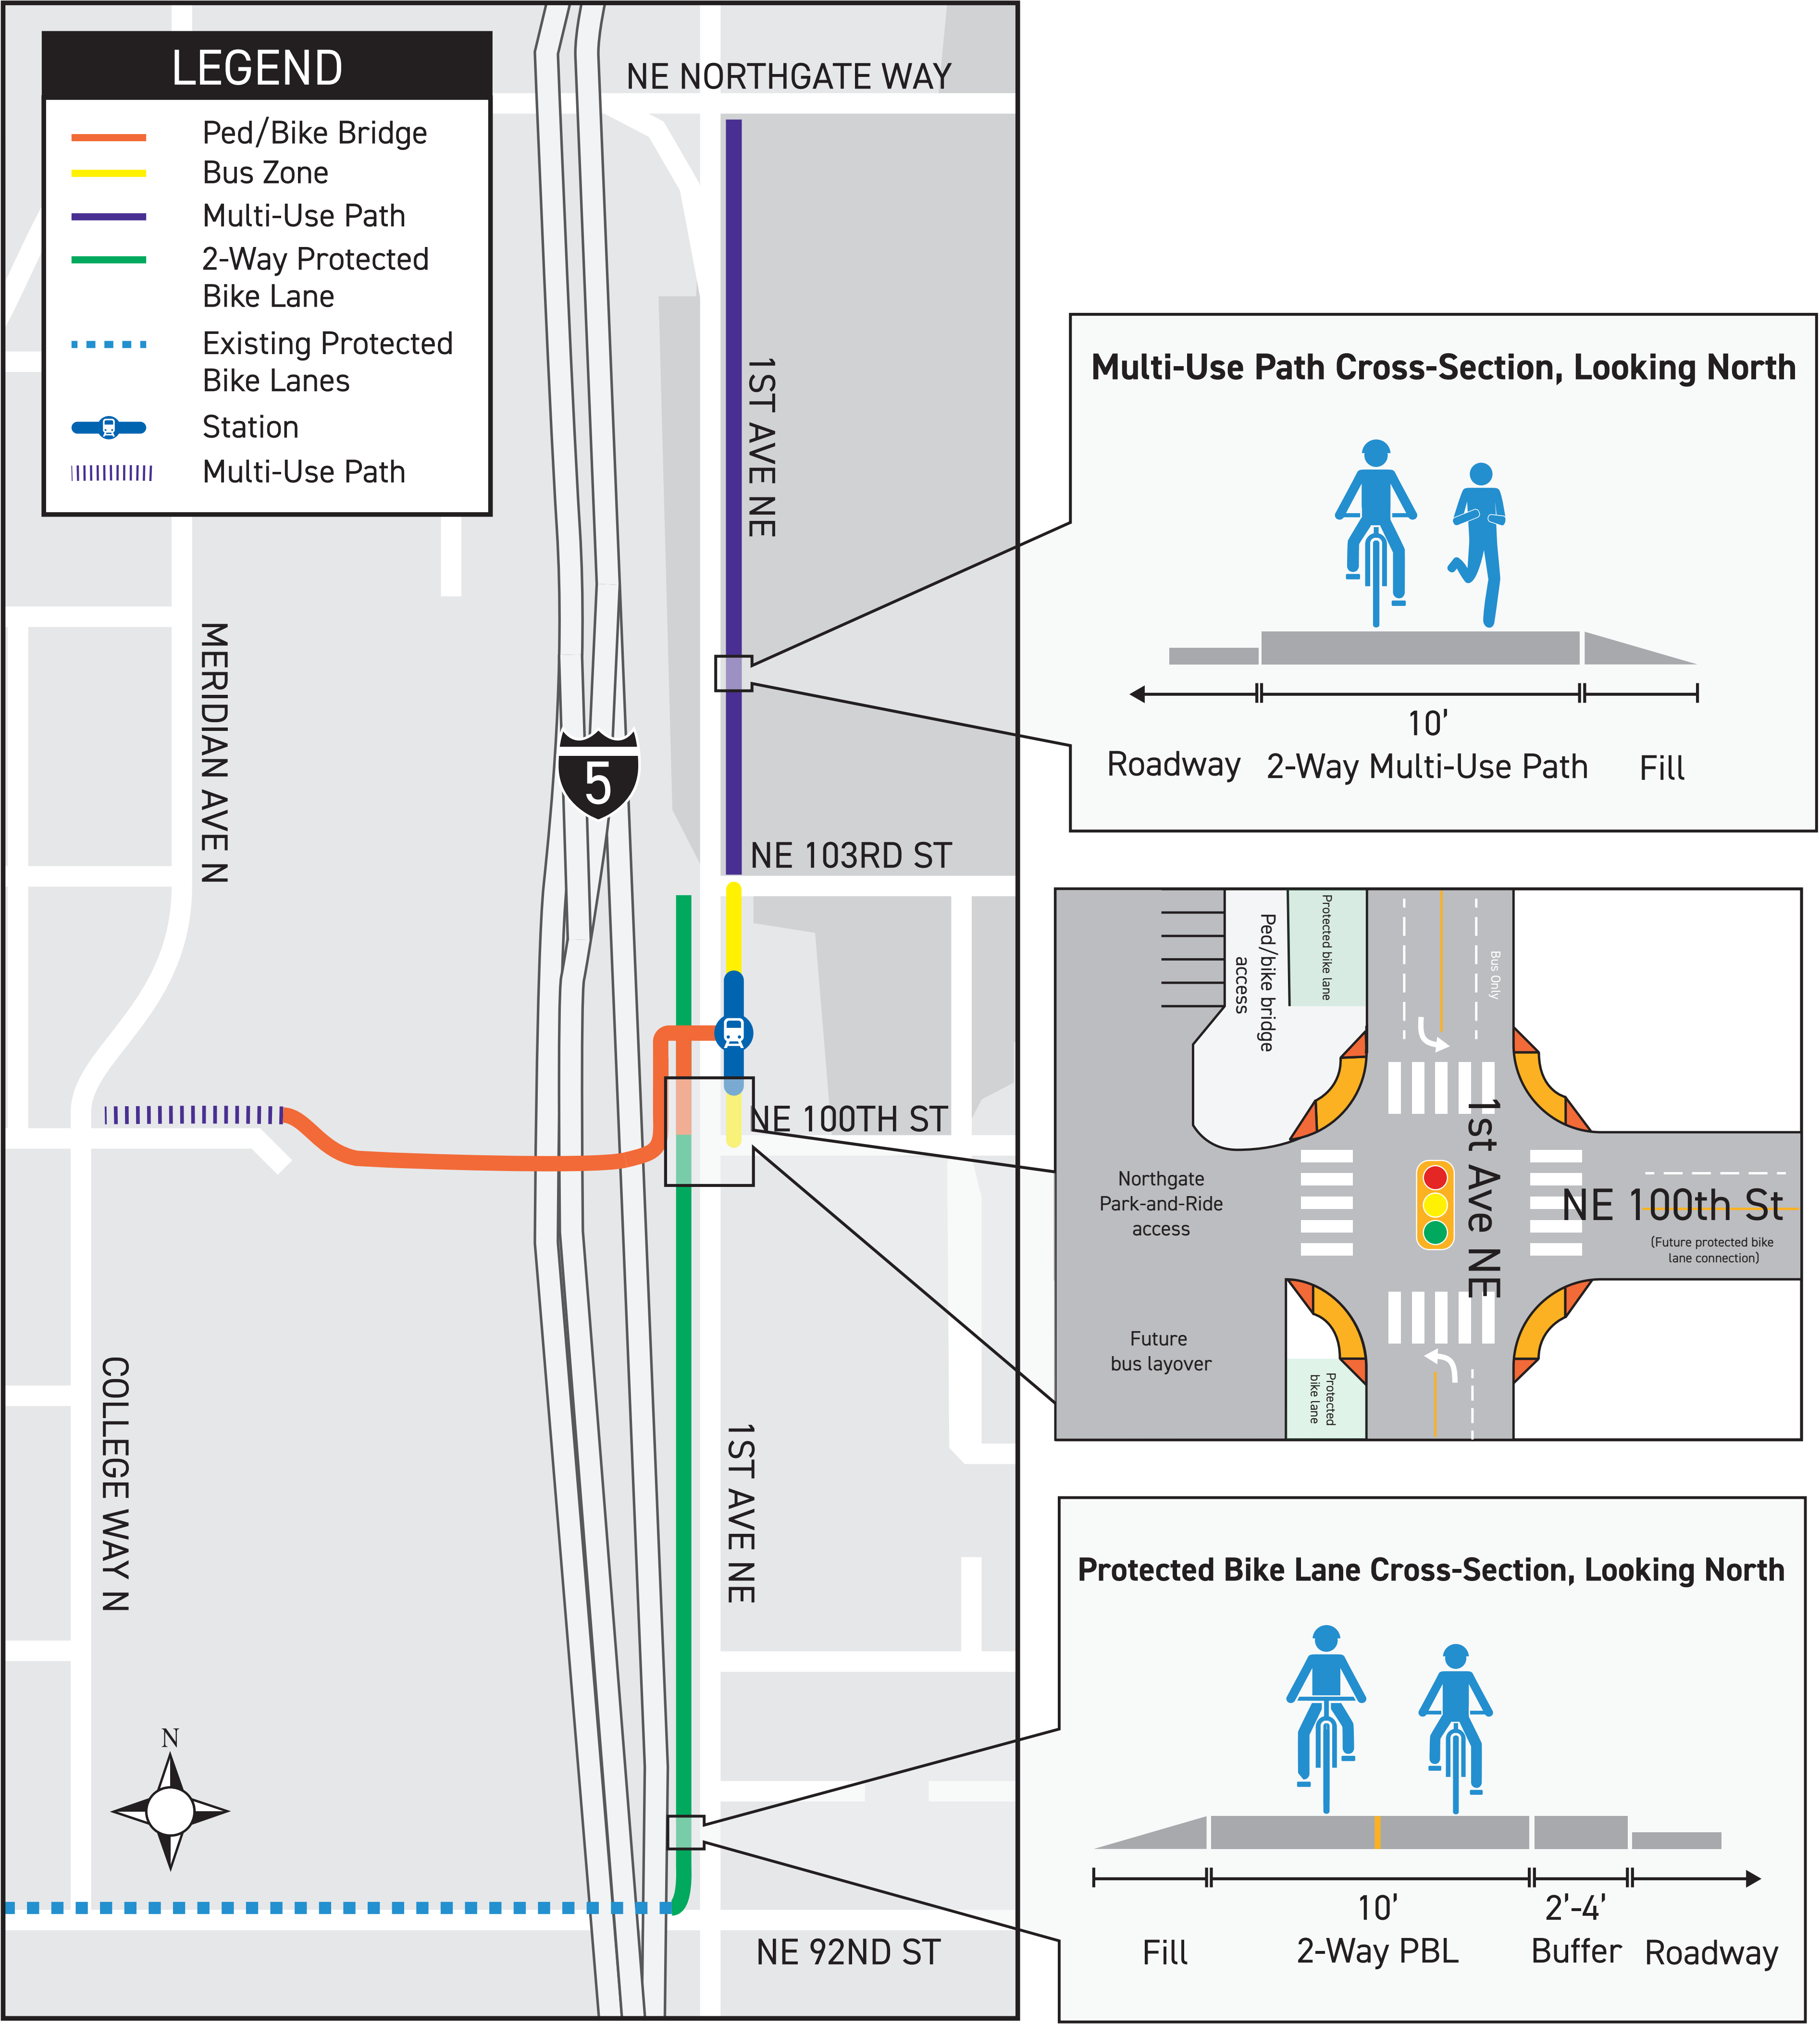 LEGEND
Ped/Bike Bridge
Bus Zone
Multi-Use Path
2-Way Protected
Bike Lane
Existing Protected
Bike Lanes
Station
Multi-Use Path
NE NORTHGATE WAY
1ST AVE NE
MERIDIAN AVE N
5
NE 103RD ST
NE 100TH ST
COLLEGE WAY N
1ST AVE NE
N
NE 92ND ST
Multi-Use Path Cross-Section, Looking North
10’
Roadway
2-Way Multi-Use Path
Fill
Ped/bike bridge
access
Protected bike lane
Bus Only
1st Ave NE
Northgate
Park-and-Ride
access
NE 100th St
(Future protected bike
lane connection)
Future
bus layover
Protected
bike lane
Protected Bike Lane Cross-Section, Looking North
10’
2’-4’
Fill
2-Way PBL
Buffer
Roadway